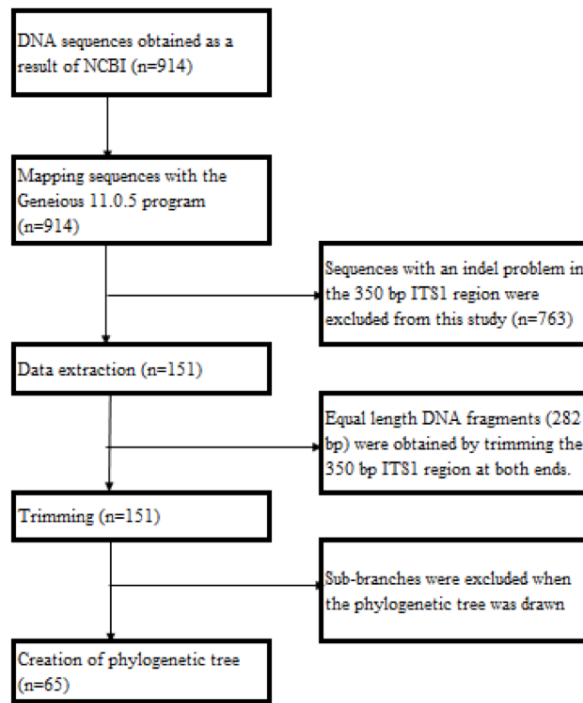 DNA sequences obtained as a
result of NCBI (n=914)
Mapping sequences with the
Geneious 11.0.5 program
(n=914)
Sequences with an indel problem in
the 350 bp ITS1 region were
excluded from this study (n=763)
Data extraction (n=151)
Equal length DNA fragments (282
bp) were obtained by trimming the
350 bp ITS1 region at both ends.
Trimming (n=151)
Sub-branches were excluded when
the phylogenetic tree was drawn
Creation of phylogenetic tree
(n=65)